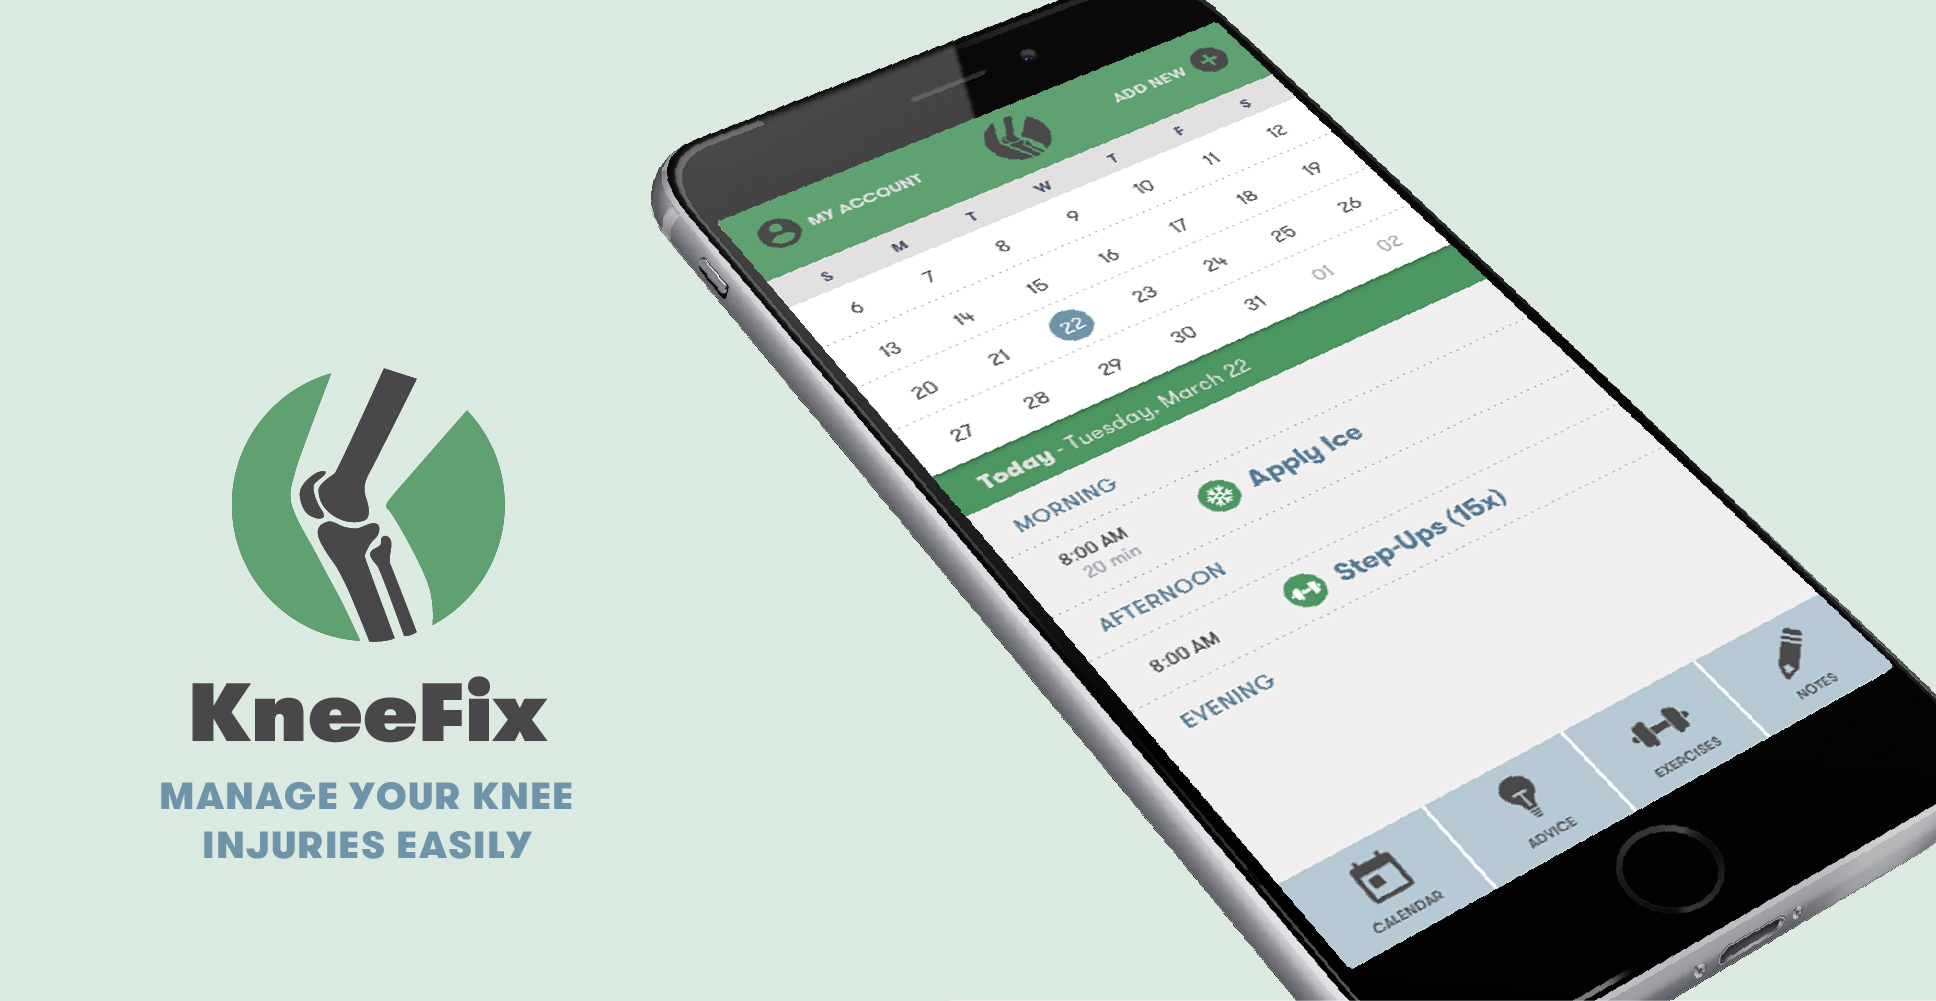 KneeFix
MANAGE YOUR KNEE
INJURIES EASILY
MY ACCOUNT
ADD NEW
S M T W T F S
6 7 8 9 10 11 12
13 14 15 16 17 18 19
20 21 22 23 24 25 26
27 28 29 30 31 01 02
Today - Tuesday, March 22
MORNING
8:00 AM
20 min
Apply Ice
AFTERNOON
8:00 AM
Step-Ups (15x)
EVENING
CALENDAR
ADVICE
EXERCISES
NOTES